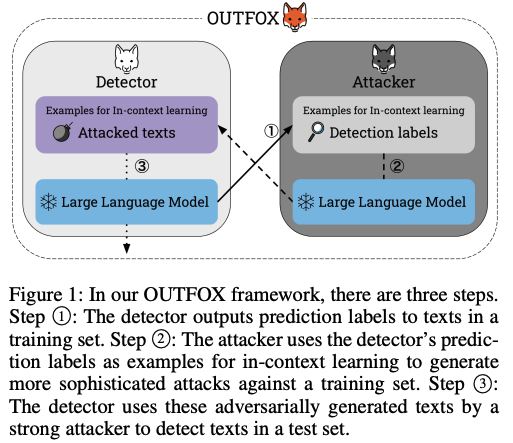 OUTFOX
Detector
Attacker
Examples for In-context learning
Attacked texts
①
Examples for In-context learning
Detection labels
③
②
Large Language Model
Large Language Model
Figure 1: In our OUTFOX framework, there are three steps.
Step ①: The detector outputs prediction labels to texts in a
training set. Step ②: The attacker uses the detector's predic-
tion labels as examples for in-context learning to generate
more sophisticated attacks against a training set. Step ③:
The detector uses these adversarially generated texts by a
strong attacker to detect texts in a test set.